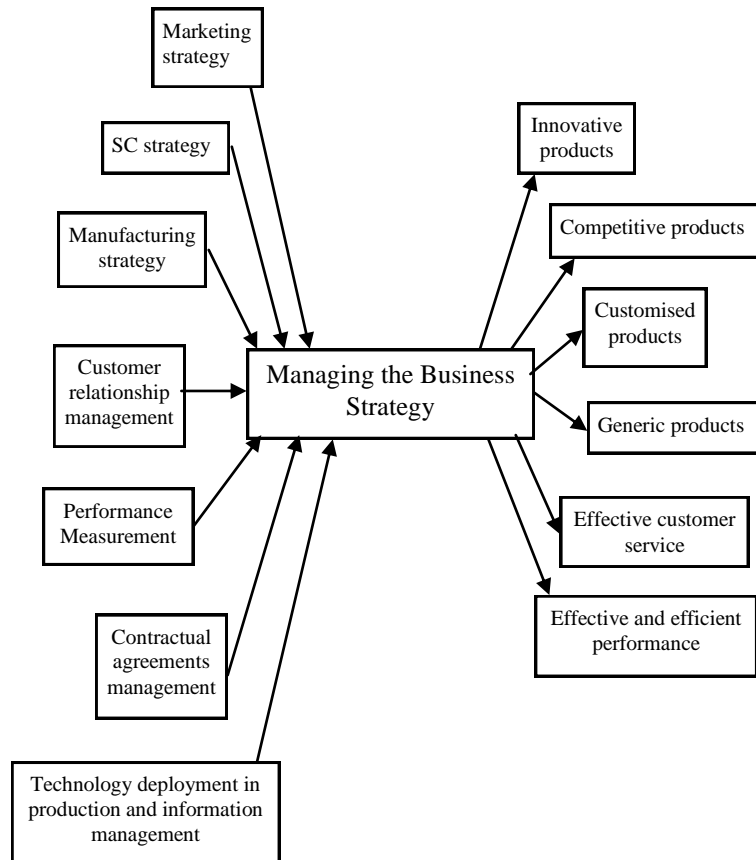 Marketing
strategy
SC strategy
Manufacturing
strategy
Customer
relationship
management
Performance
Measurement
Contractual
agreements
management
Technology deployment in
production and information
management
Managing the Business
Strategy
Innovative
products
Competitive products
Customised
products
Generic products
Effective customer
service
Effective and efficient
performance